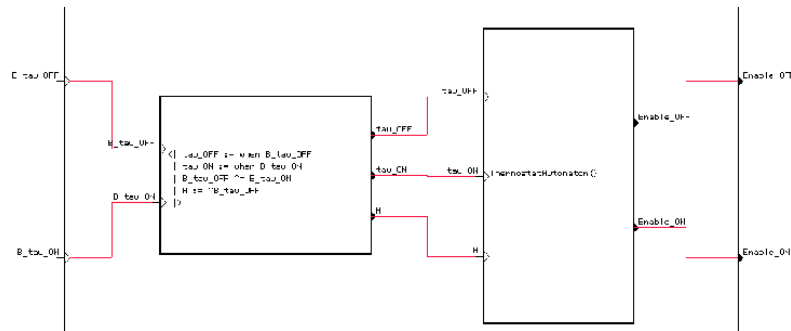 B_tau_OFF
B_tau_ON
B_tau_OFF
B_tau_ON
(| tau_OFF := when B_tau_OFF
| tau_ON := when B_tau_ON
| B_tau_OFF ^= B_tau_ON
| H := ^B_tau_OFF
|)
tau_OFF
tau_ON
H
tau_OFF
tau_ON
H
ThermostatAutomaton()
Enable_OFF
Enable_ON
Enable_OFF
Enable_ON